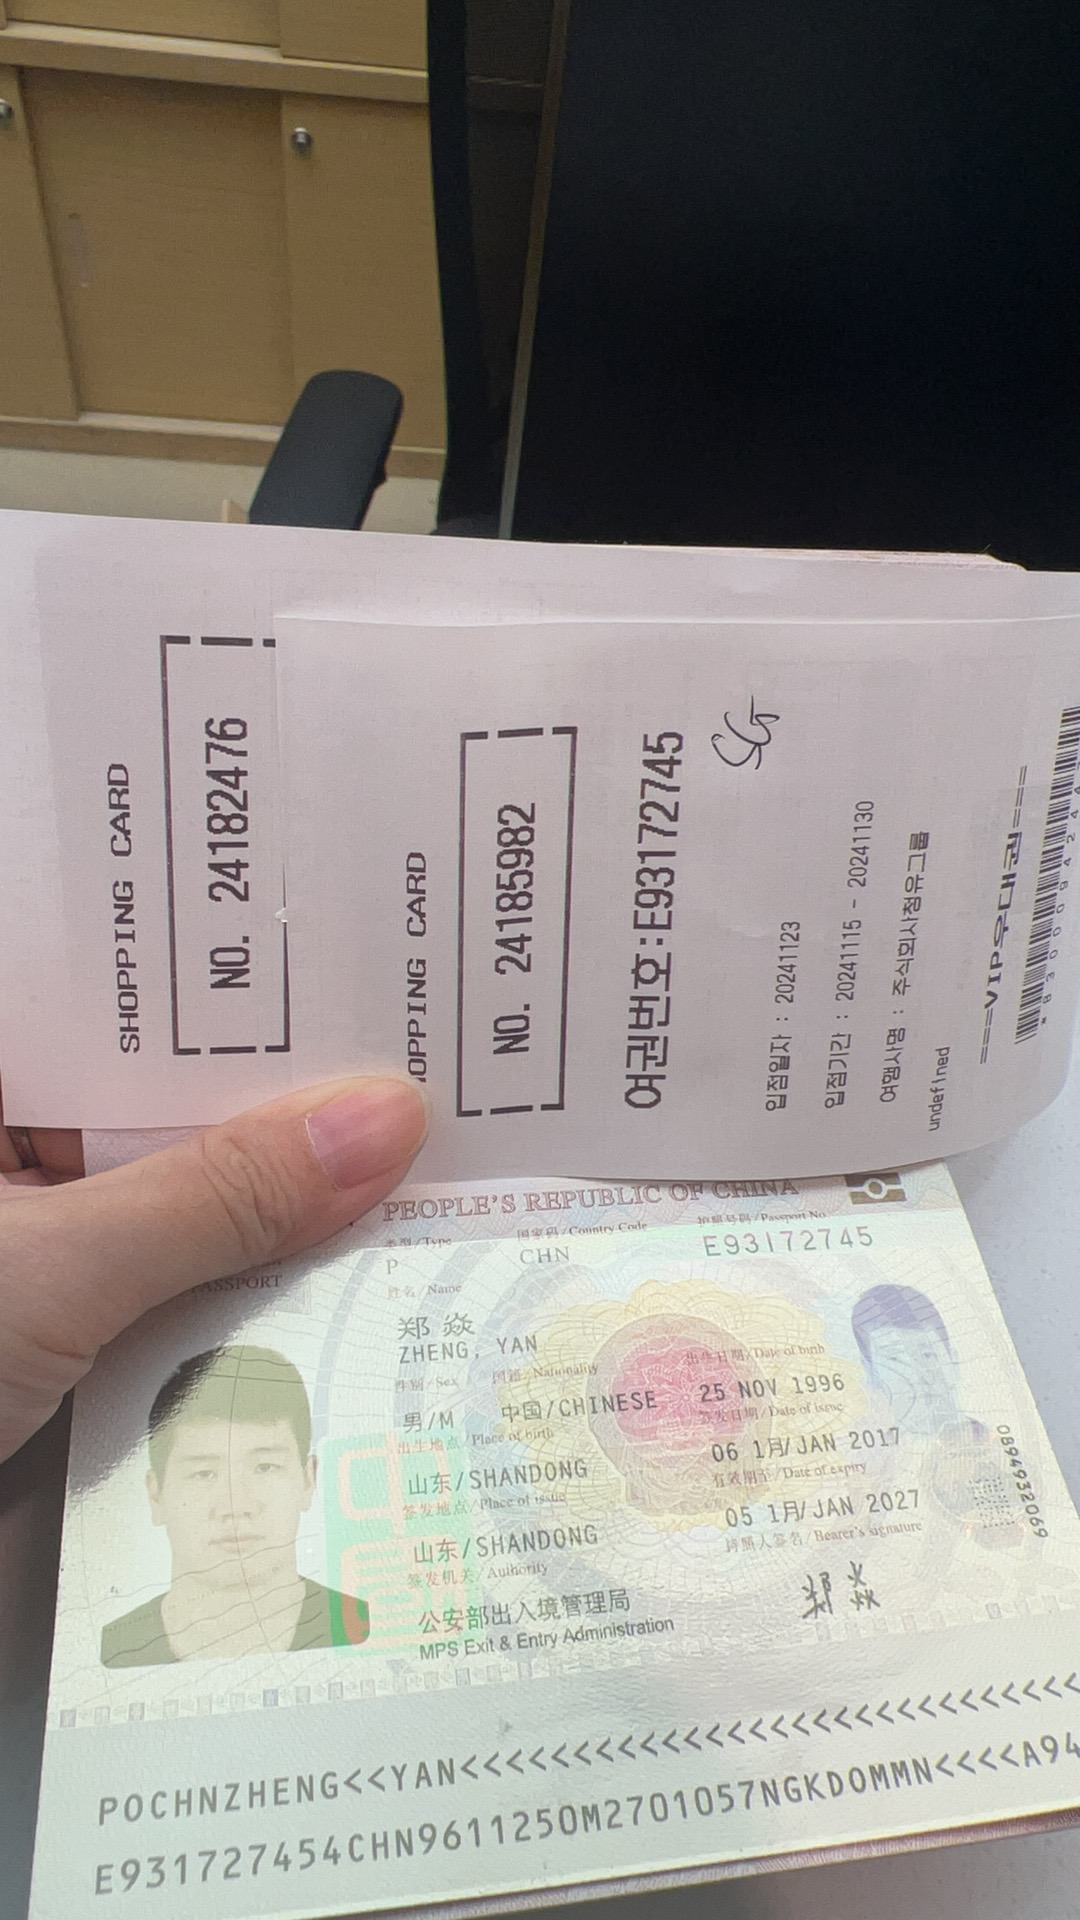 SHOPPING CARD
NO. 24182476
OPPING CARD
NO. 24185982
여권번호:E93172745
SG
입점일자 : 20241123
입점기간 : 20241115 - 20241130
여행사명 : 주식회사청유그룹
undefined
===VIP우대권===
PEOPLE'S REPUBLIC OF CHINA
PASSPORT
类型/Type
国家码/Country Code
护照号码/Passport No
P
CHN
E93172745
姓名/Name
郑 焱
ZHENG, YAN
性别/Sex
国籍/Nationality
出生日期/Date of birth
男/M
中国/CHINESE
25 NOV 1996
出生地点/Place of birth
签发日期/Date of issue
山东/SHANDONG
06 1月/JAN 2017
签发地点/Place of issue
有效期至/Date of expiry
山东/SHANDONG
05 1月/JAN 2027
签发机关/Authority
持照人签名/Bearer's signature
公安部出入境管理局
MPS Exit & Entry Administration
郑 焱
0894932069
POCHNZHENG<<YAN<<<<<<<<<<<<<<<<<<<<<<<<<<<
E931727454CHN9611250M2701057NGKDOMMN<<<<A94